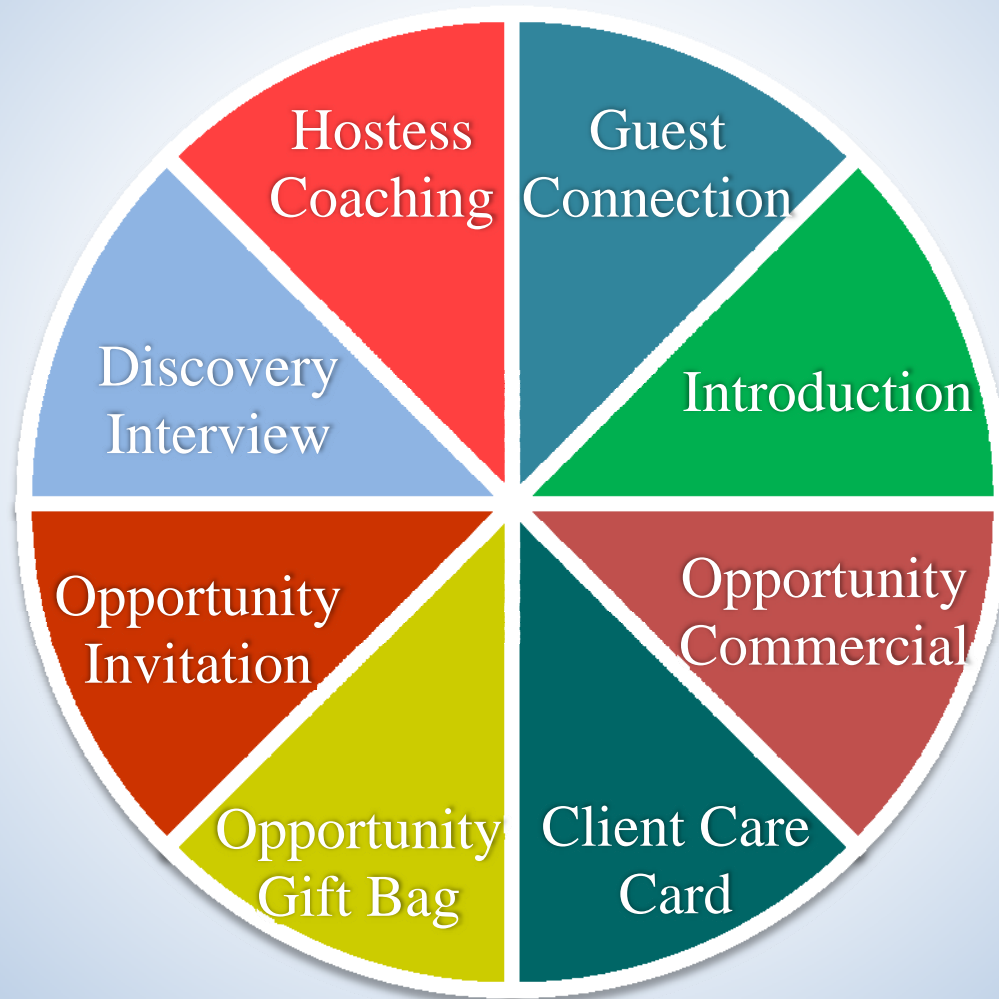 Hostess
Coaching
Guest
Connection
Introduction
Opportunity
Commercial
Client Care
Card
Opportunity
Gift Bag
Opportunity
Invitation
Discovery
Interview